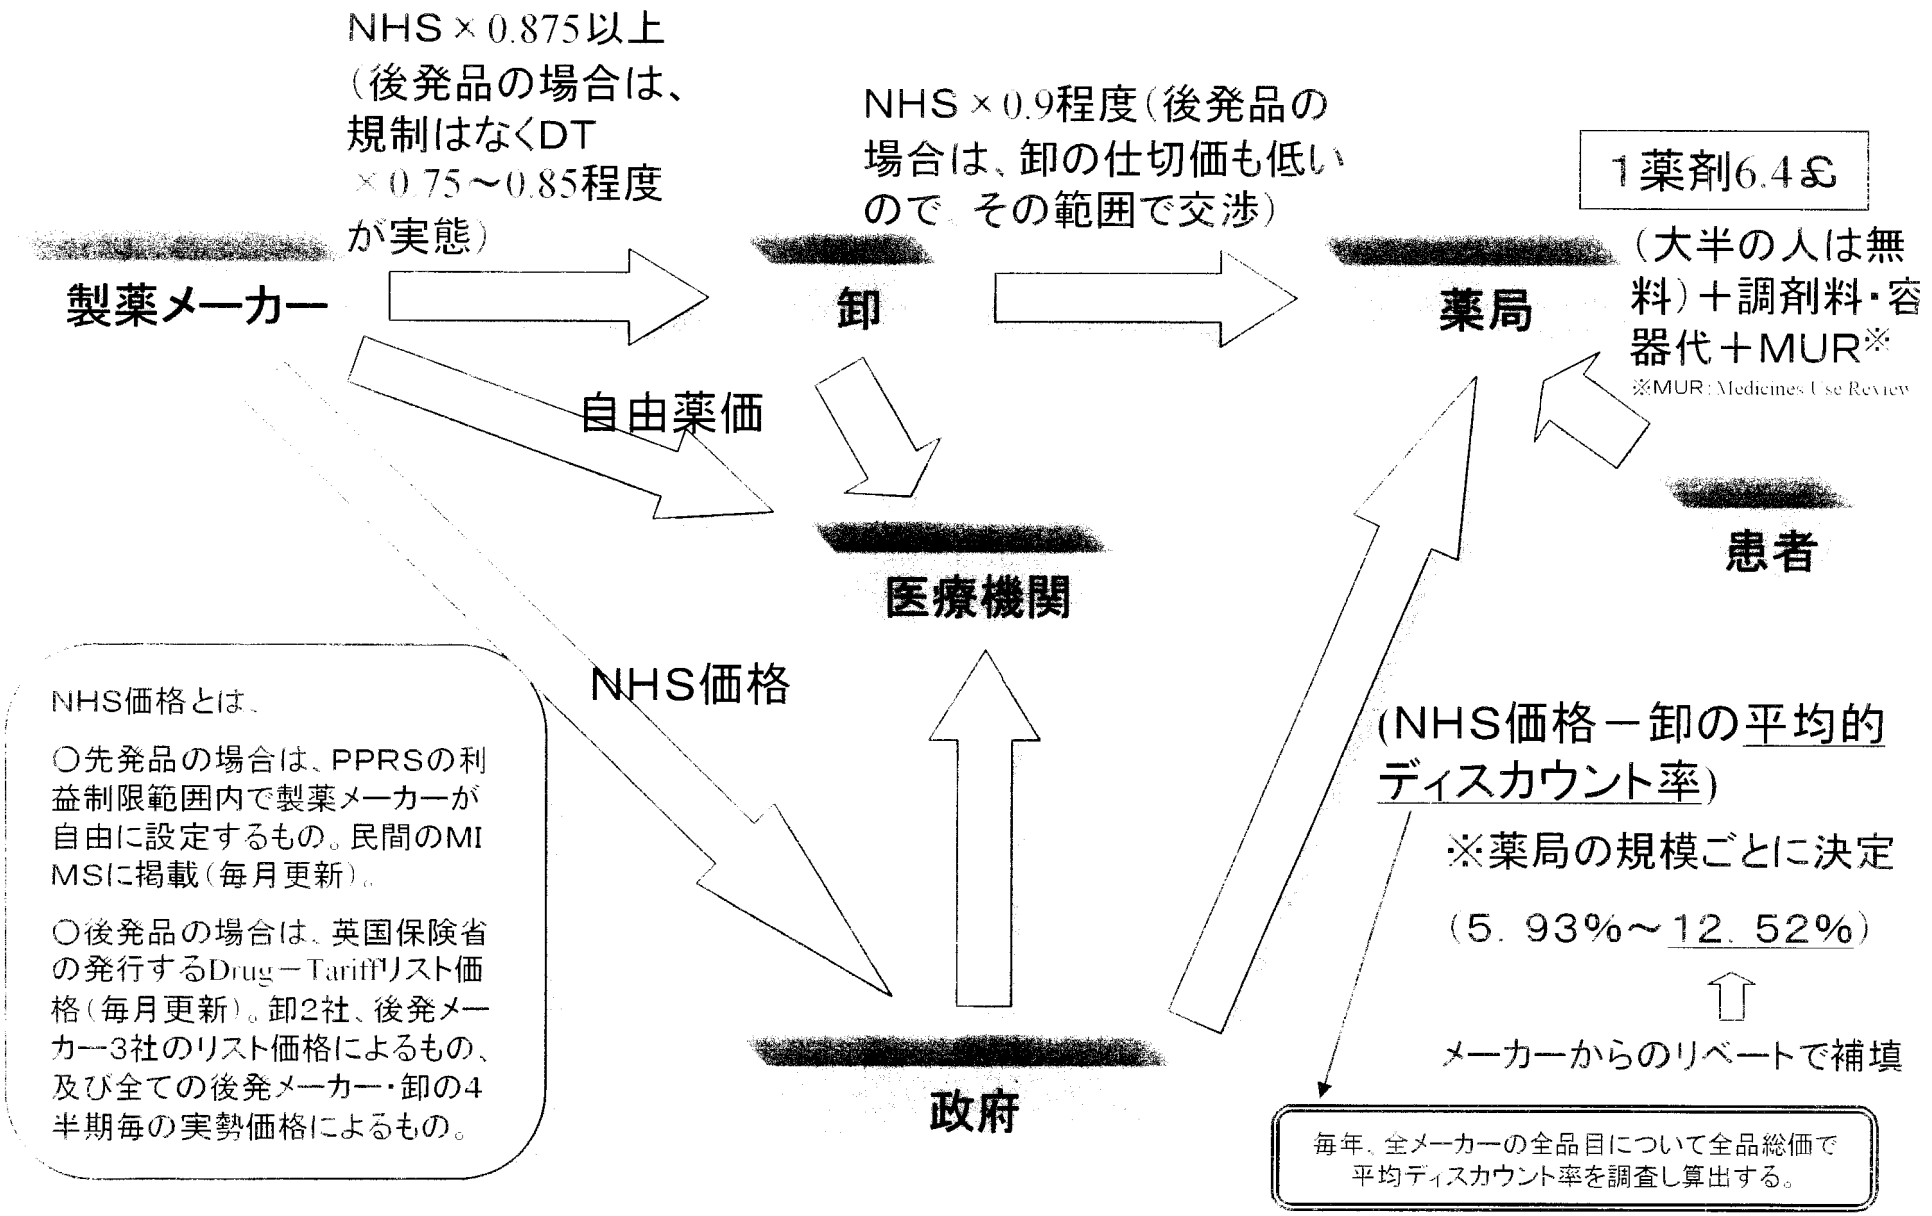 NHS×0.875以上
（後発品の場合は、
規制はなくDT
×0.75～0.85程度
が実態）
NHS×0.9程度（後発品の
場合は、卸の仕切価も低い
ので、その範囲で交渉）
1薬剤6.4£
（大半の人は無
料）＋調剤料・容
器代＋MUR※
※MUR：Medicines Use Review
製薬メーカー
卸
薬局
自由薬価
患者
医療機関
NHS価格
NHS価格とは、
○先発品の場合は、PPRSの利
益制限範囲内で製薬メーカーが
自由に設定するもの。民間のMI
MSに掲載（毎月更新）。
○後発品の場合は、英国保険省
の発行するDrug－Tariffリスト価
格（毎月更新）。卸2社、後発メー
カー3社のリスト価格によるもの、
及び全ての後発メーカー・卸の4
半期毎の実勢価格によるもの。
（NHS価格－卸の平均的
ディスカウント率）
※薬局の規模ごとに決定
（5．93%～12．52%）
メーカーからのリベートで補填
政府
毎年、全メーカーの全品目について全品総価で
平均ディスカウント率を調査し算出する。